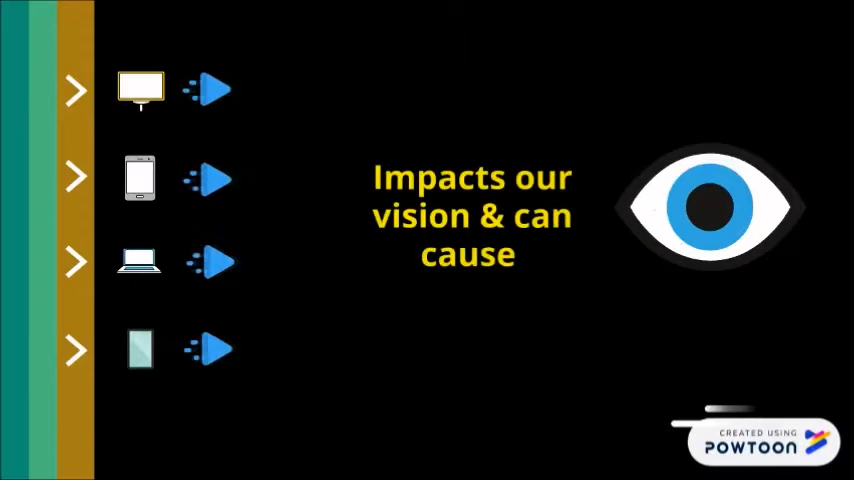 Impacts our
vision & can
cause
CREATED USING
POWTOON